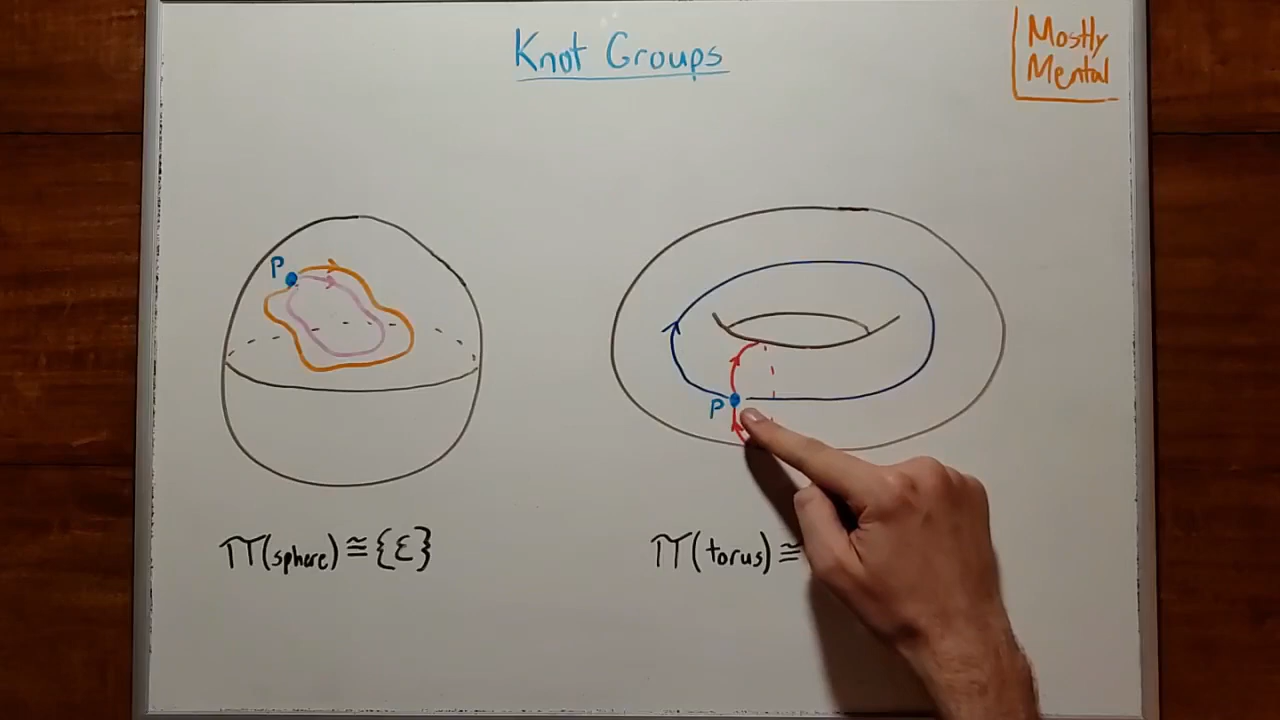 Knot Groups
Mostly
Mental
P
P
π(sphere) ≅ {ε}
π(torus) ≅